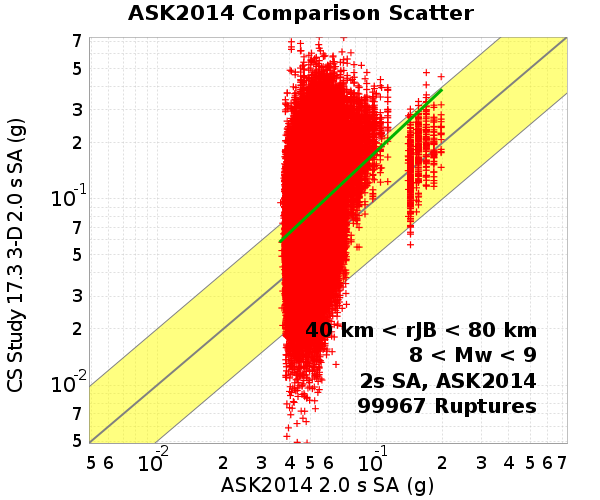 ASK2014 Comparison Scatter
CS Study 17.3 3-D 2.0 s SA (g)
7
5
3
2
10-1
7
5
3
2
10-2
7
5
40 km < rJB < 80 km
8 < Mw < 9
2s SA, ASK2014
99967 Ruptures
5 6 10-2 2 3 4 5 6 10-1 2 3 4 5 6 7
ASK2014 2.0 s SA (g)